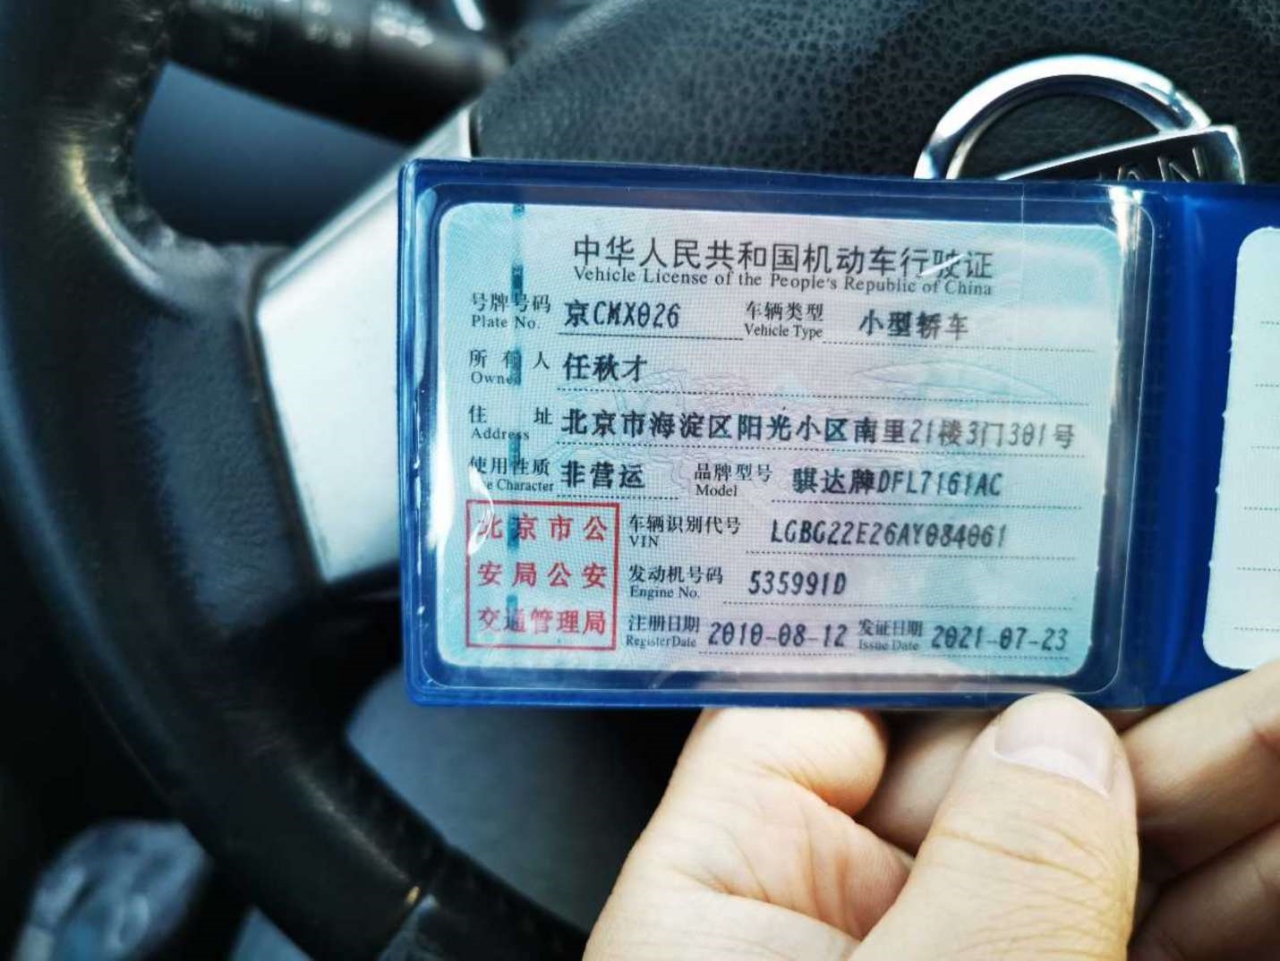 中华人民共和国机动车行驶证
Vehicle License of the People's Republic of China
号牌号码 京CMX026 车辆类型 小型轿车
Plate No. Vehicle Type
所有人 任秋才
Owner
住址 北京市海淀区阳光小区南里21楼3门301号
Address
使用性质 非营运 品牌型号 骐达牌DFL7161AC
Use Character Model
北京市公
安局公安
交通管理局
车辆识别代号 LGBG22E26AY084061
VIN
发动机号码 535991D
Engine No.
注册日期 2010-08-12 发证日期 2021-07-23
Register Date Issue Date